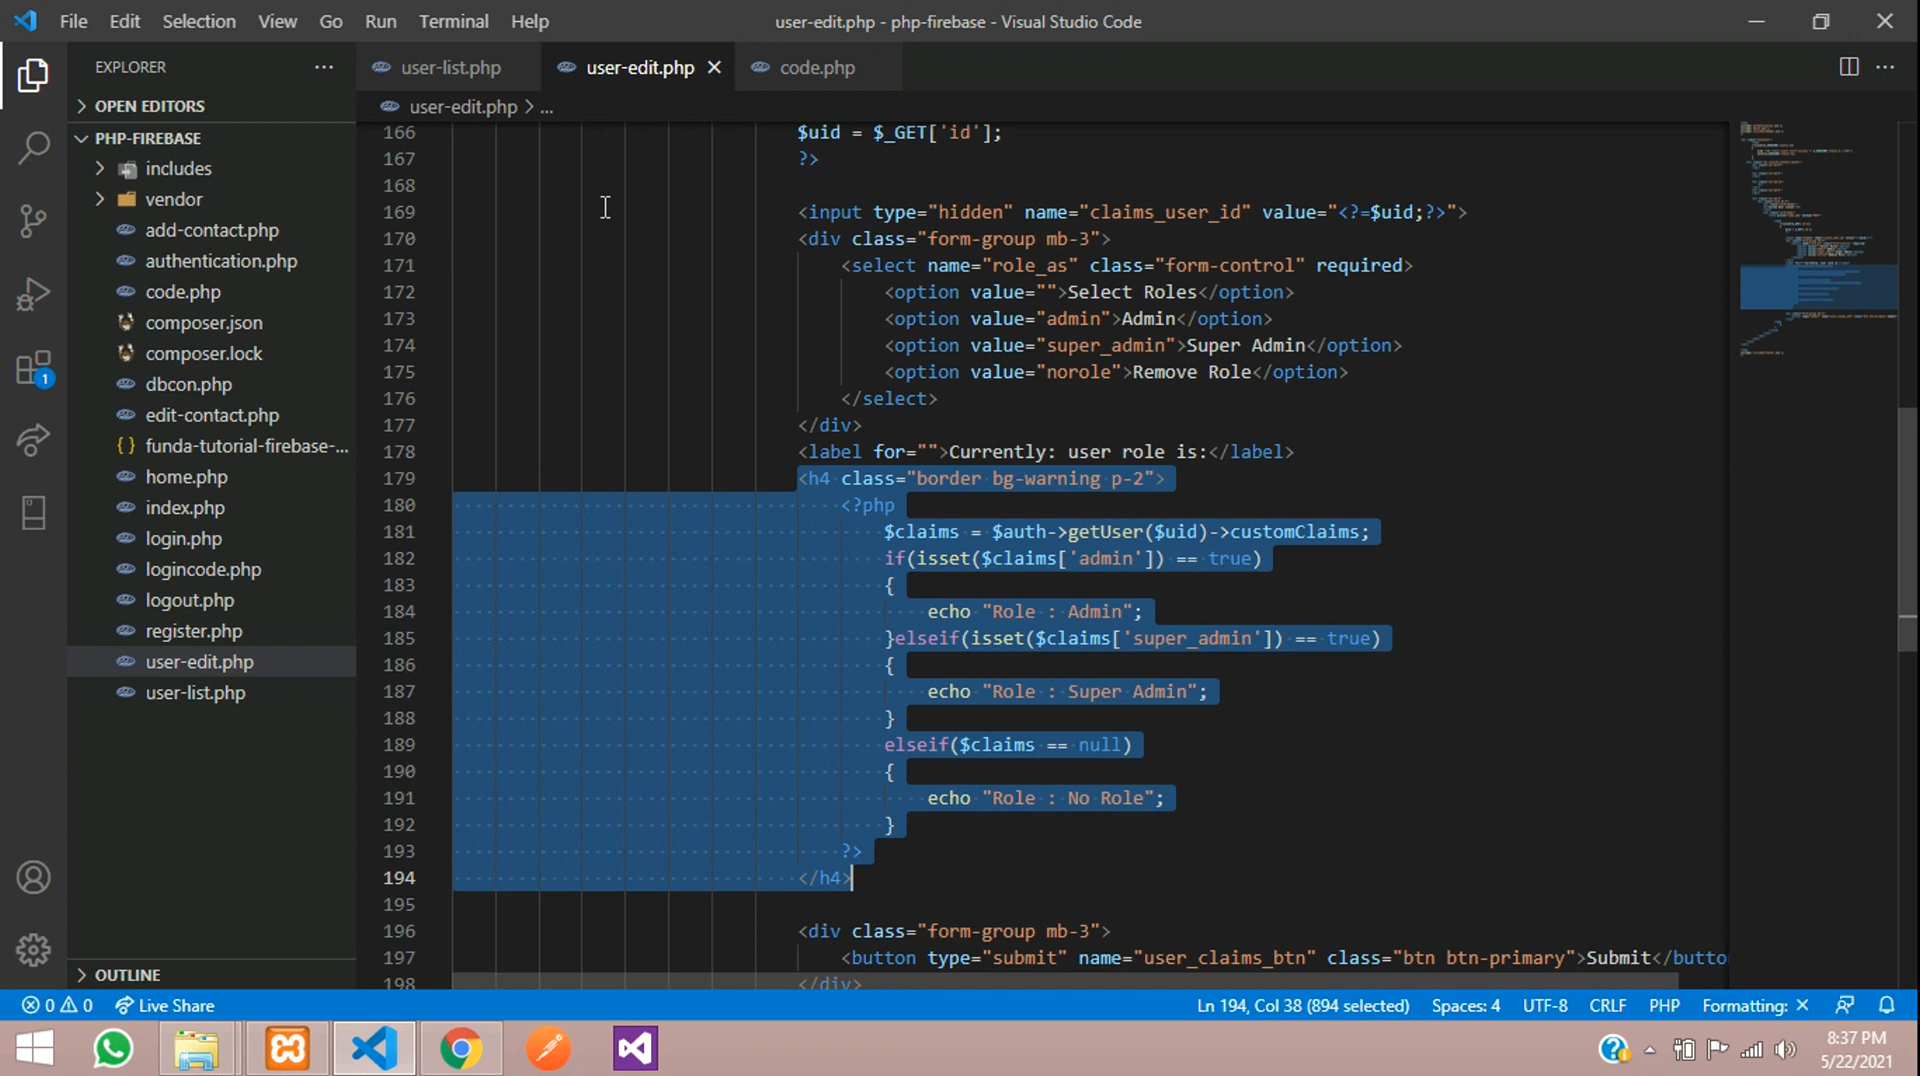 File Edit Selection View Go Run Terminal Help
user-edit.php - php-firebase - Visual Studio Code
EXPLORER
OPEN EDITORS
PHP-FIREBASE
includes
vendor
add-contact.php
authentication.php
code.php
composer.json
composer.lock
dbcon.php
edit-contact.php
funda-tutorial-firebase-...
home.php
index.php
login.php
logincode.php
logout.php
register.php
user-edit.php
user-list.php
OUTLINE
1
user-list.php
user-edit.php
code.php
user-edit.php > ...
166 $uid = $_GET['id'];
167 ?>
168
169 <input type="hidden" name="claims_user_id" value="<?=$uid;?>">
170 <div class="form-group mb-3">
171 <select name="role_as" class="form-control" required>
172 <option value="">Select Roles</option>
173 <option value="admin">Admin</option>
174 <option value="super_admin">Super Admin</option>
175 <option value="norole">Remove Role</option>
176 </select>
177 </div>
178 <label for="">Currently: user role is:</label>
179 <h4 class="border bg-warning p-2">
180 <?php
181 $claims = $auth->getUser($uid)->customClaims;
182 if(isset($claims['admin']) == true)
183 {
184 echo "Role : Admin";
185 }elseif(isset($claims['super_admin']) == true)
186 {
187 echo "Role : Super Admin";
188 }
189 elseif($claims == null)
190 {
191 echo "Role : No Role";
192 }
193 ?>
194 </h4>
195
196 <div class="form-group mb-3">
197 <button type="submit" name="user_claims_btn" class="btn btn-primary">Submit</butto
198 </div>
0 0 Live Share
Ln 194, Col 38 (894 selected) Spaces: 4 UTF-8 CRLF PHP Formatting: ×
8:37 PM
5/22/2021